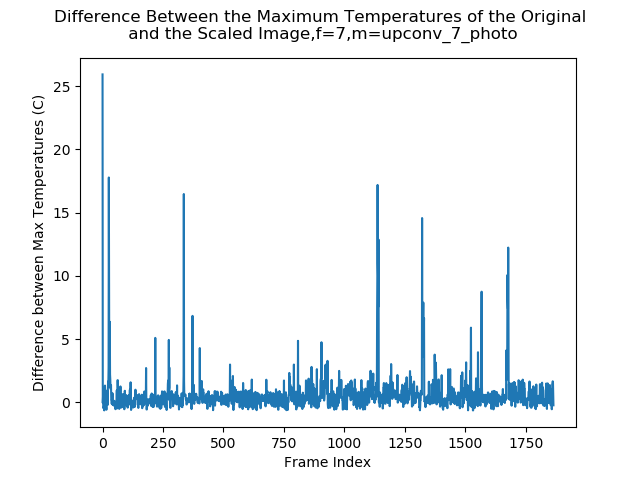 Difference Between the Maximum Temperatures of the Original
and the Scaled Image,f=7,m=upconv_7_photo
Difference between Max Temperatures (C)
25
20
15
10
5
0
0 250 500 750 1000 1250 1500 1750
Frame Index